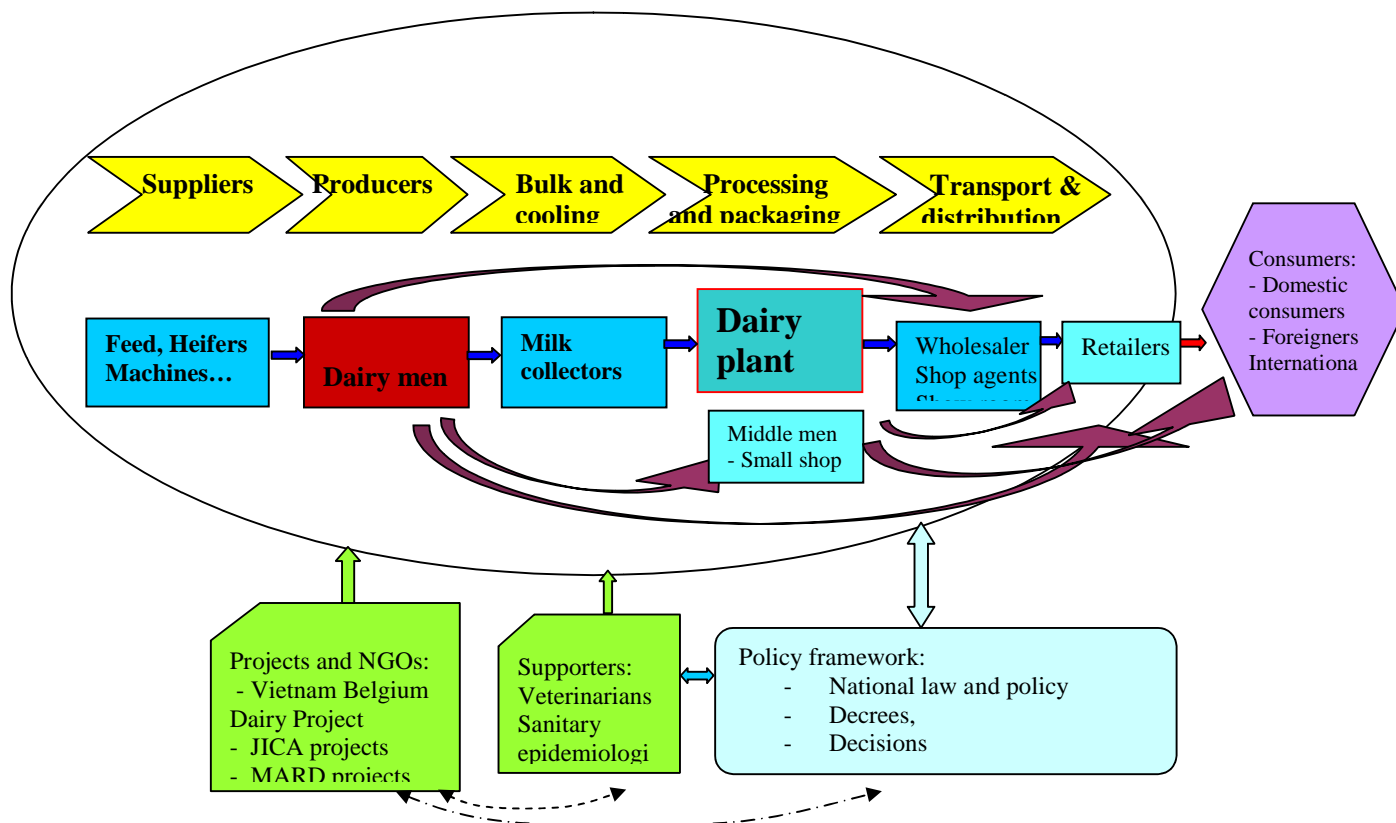 Suppliers
Producers
Bulk and
cooling
Processing
and packaging
Transport &
distribution
Feed, Heifers
Machines…
Dairy men
Milk
collectors
Dairy
plant
Wholesaler
Shop agents
Show room
Retailers
Consumers:
- Domestic
consumers
- Foreigners
Internationa
Middle men
- Small shop
Projects and NGOs:
- Vietnam Belgium
Dairy Project
- JICA projects
- MARD projects
Supporters:
Veterinarians
Sanitary
epidemiologi
Policy framework:
- National law and policy
- Decrees,
- Decisions